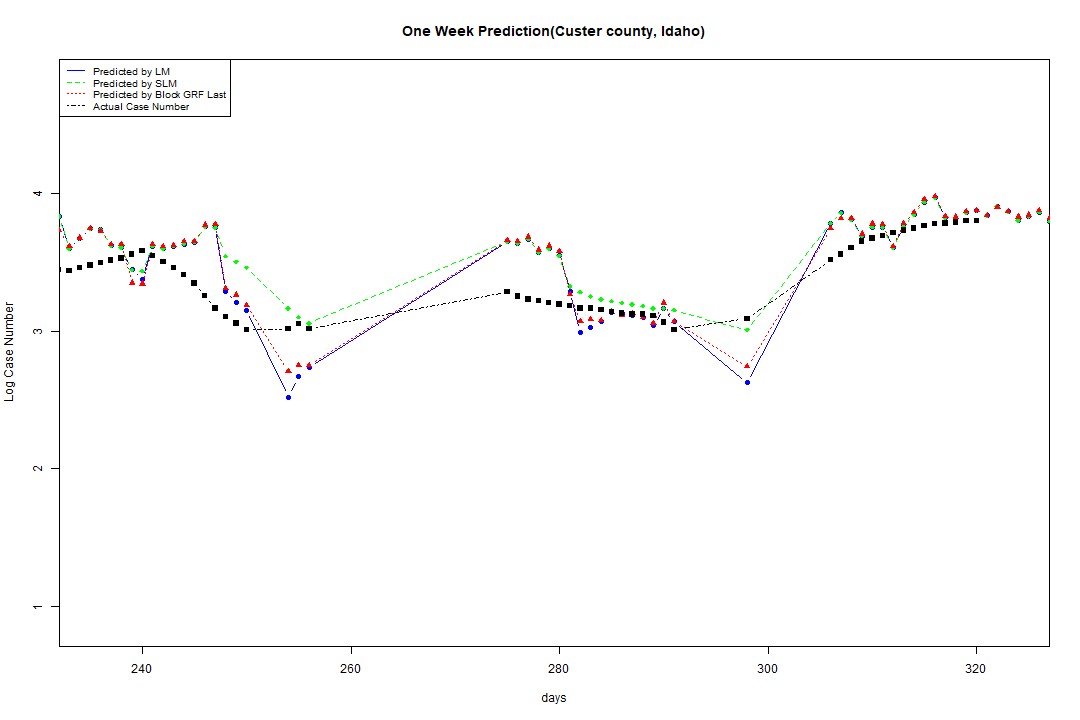 One Week Prediction(Custer county, Idaho)
Predicted by LM
Predicted by SLM
Predicted by Block GRF Last
Actual Case Number
Log Case Number
4
3
2
1
240 260 280 300 320
days